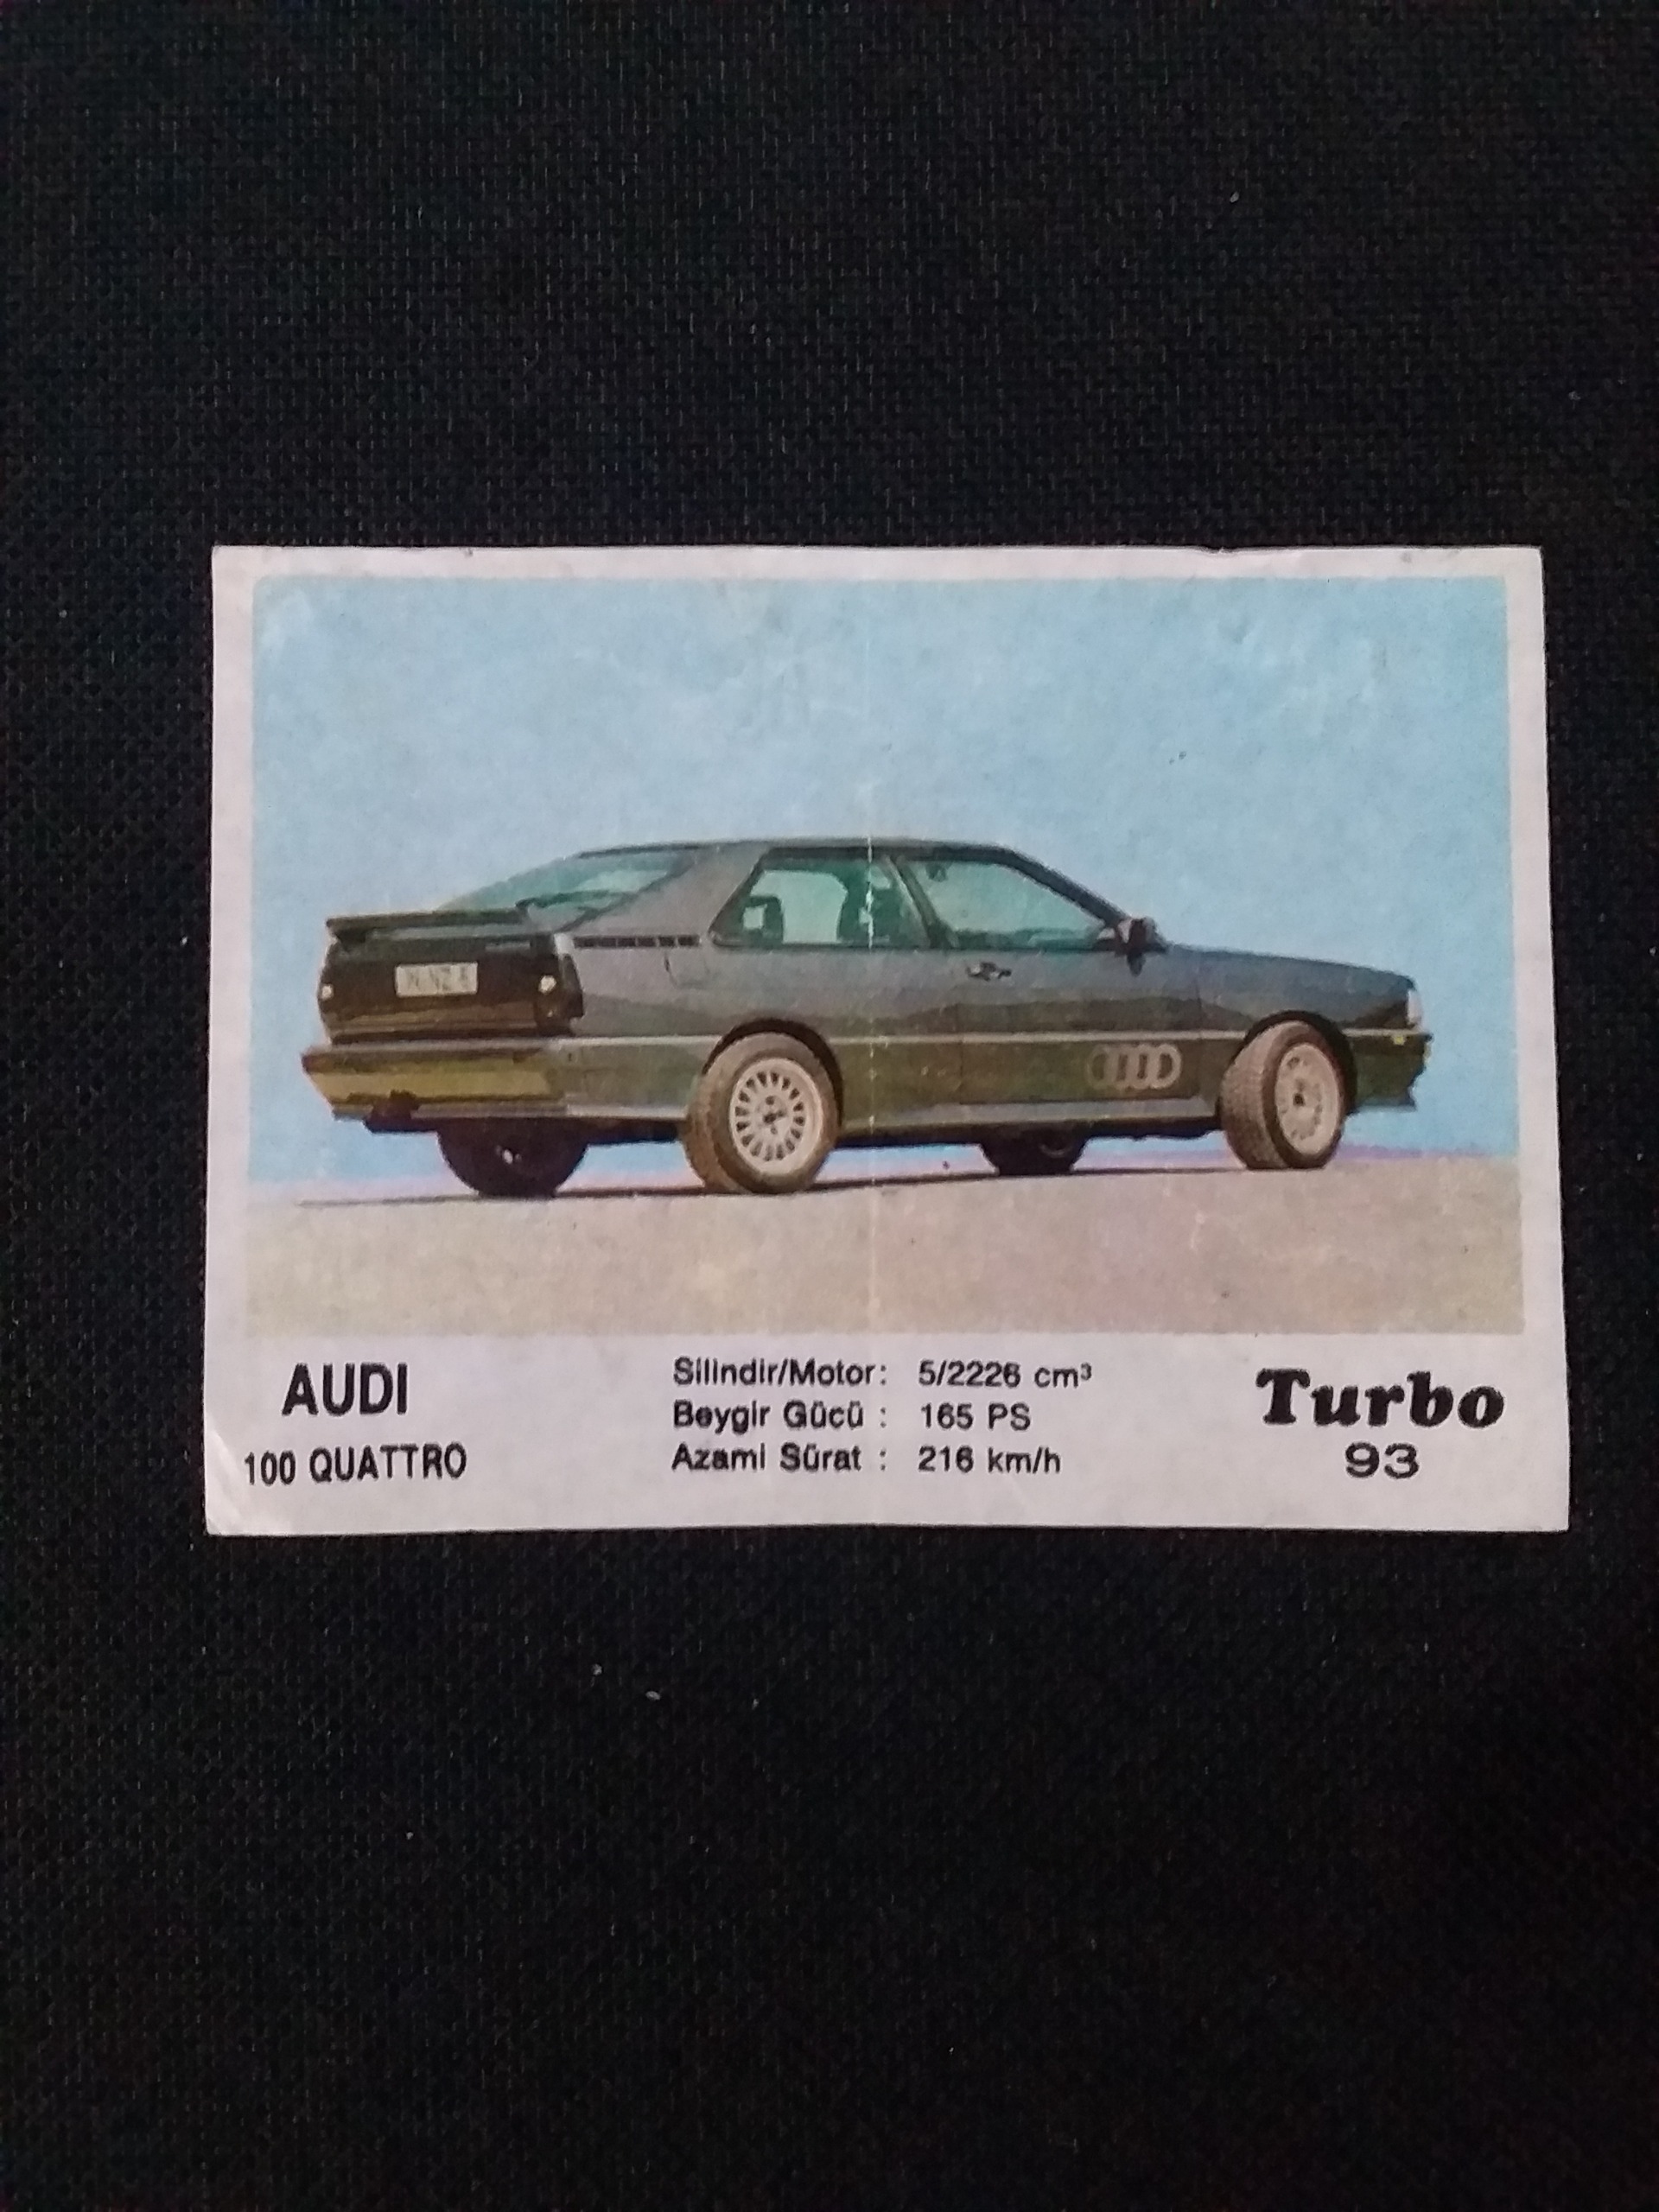 AUDI
100 QUATTRO
Silindir/Motor: 5/2226 cm³
Beygir Gücü : 165 PS
Azami Sürat : 216 km/h
Turbo
93